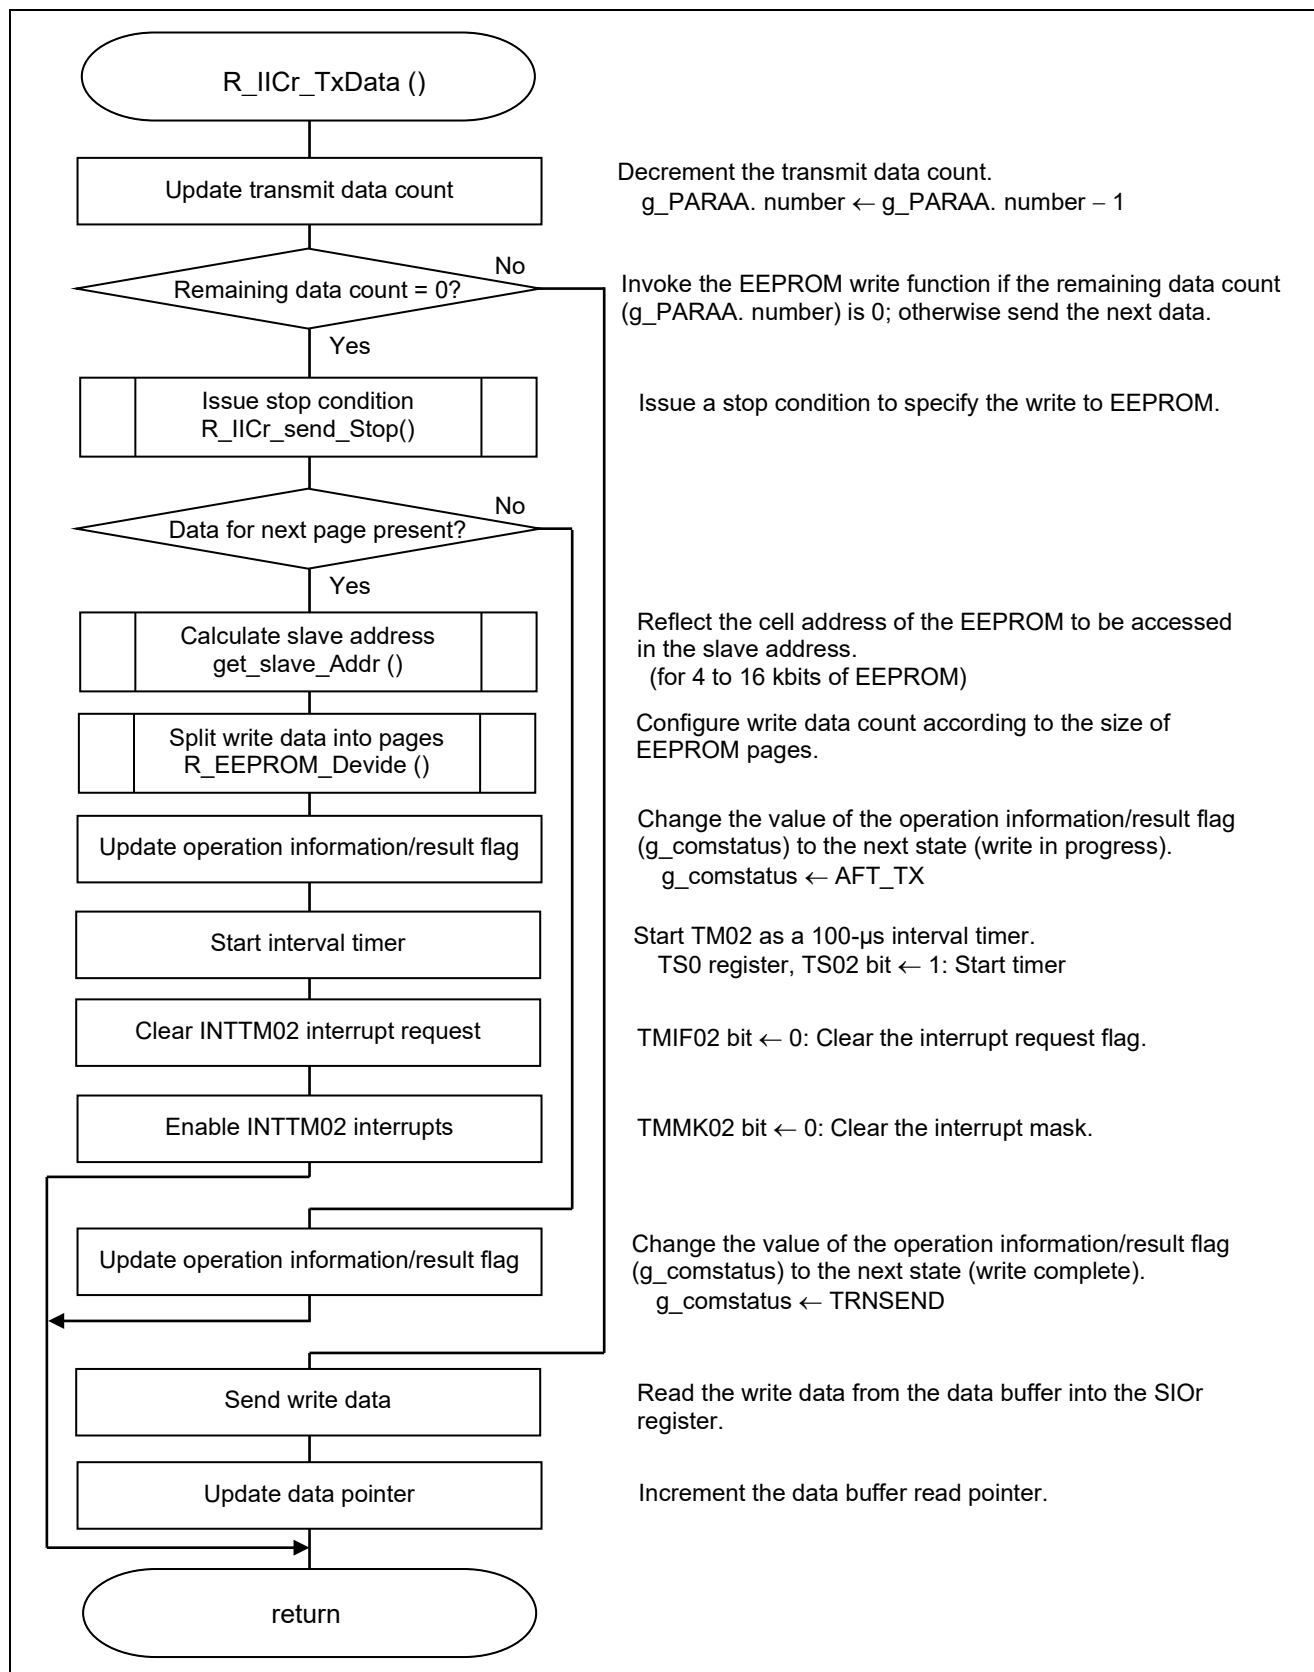 R_IICr_TxData ()
Update transmit data count
Decrement the transmit data count.
g_PARAA. number ← g_PARAA. number − 1
Remaining data count = 0?
No
Yes
Invoke the EEPROM write function if the remaining data count
(g_PARAA. number) is 0; otherwise send the next data.
Issue stop condition
R_IICr_send_Stop()
Issue a stop condition to specify the write to EEPROM.
Data for next page present?
No
Yes
Calculate slave address
get_slave_Addr ()
Reflect the cell address of the EEPROM to be accessed
in the slave address.
(for 4 to 16 kbits of EEPROM)
Split write data into pages
R_EEPROM_Devide ()
Configure write data count according to the size of
EEPROM pages.
Update operation information/result flag
Change the value of the operation information/result flag
(g_comstatus) to the next state (write in progress).
g_comstatus ← AFT_TX
Start interval timer
Start TM02 as a 100-µs interval timer.
TS0 register, TS02 bit ← 1: Start timer
Clear INTTM02 interrupt request
TMIF02 bit ← 0: Clear the interrupt request flag.
Enable INTTM02 interrupts
TMMK02 bit ← 0: Clear the interrupt mask.
Update operation information/result flag
Change the value of the operation information/result flag
(g_comstatus) to the next state (write complete).
g_comstatus ← TRNSEND
Send write data
Read the write data from the data buffer into the SIOr
register.
Update data pointer
Increment the data buffer read pointer.
return